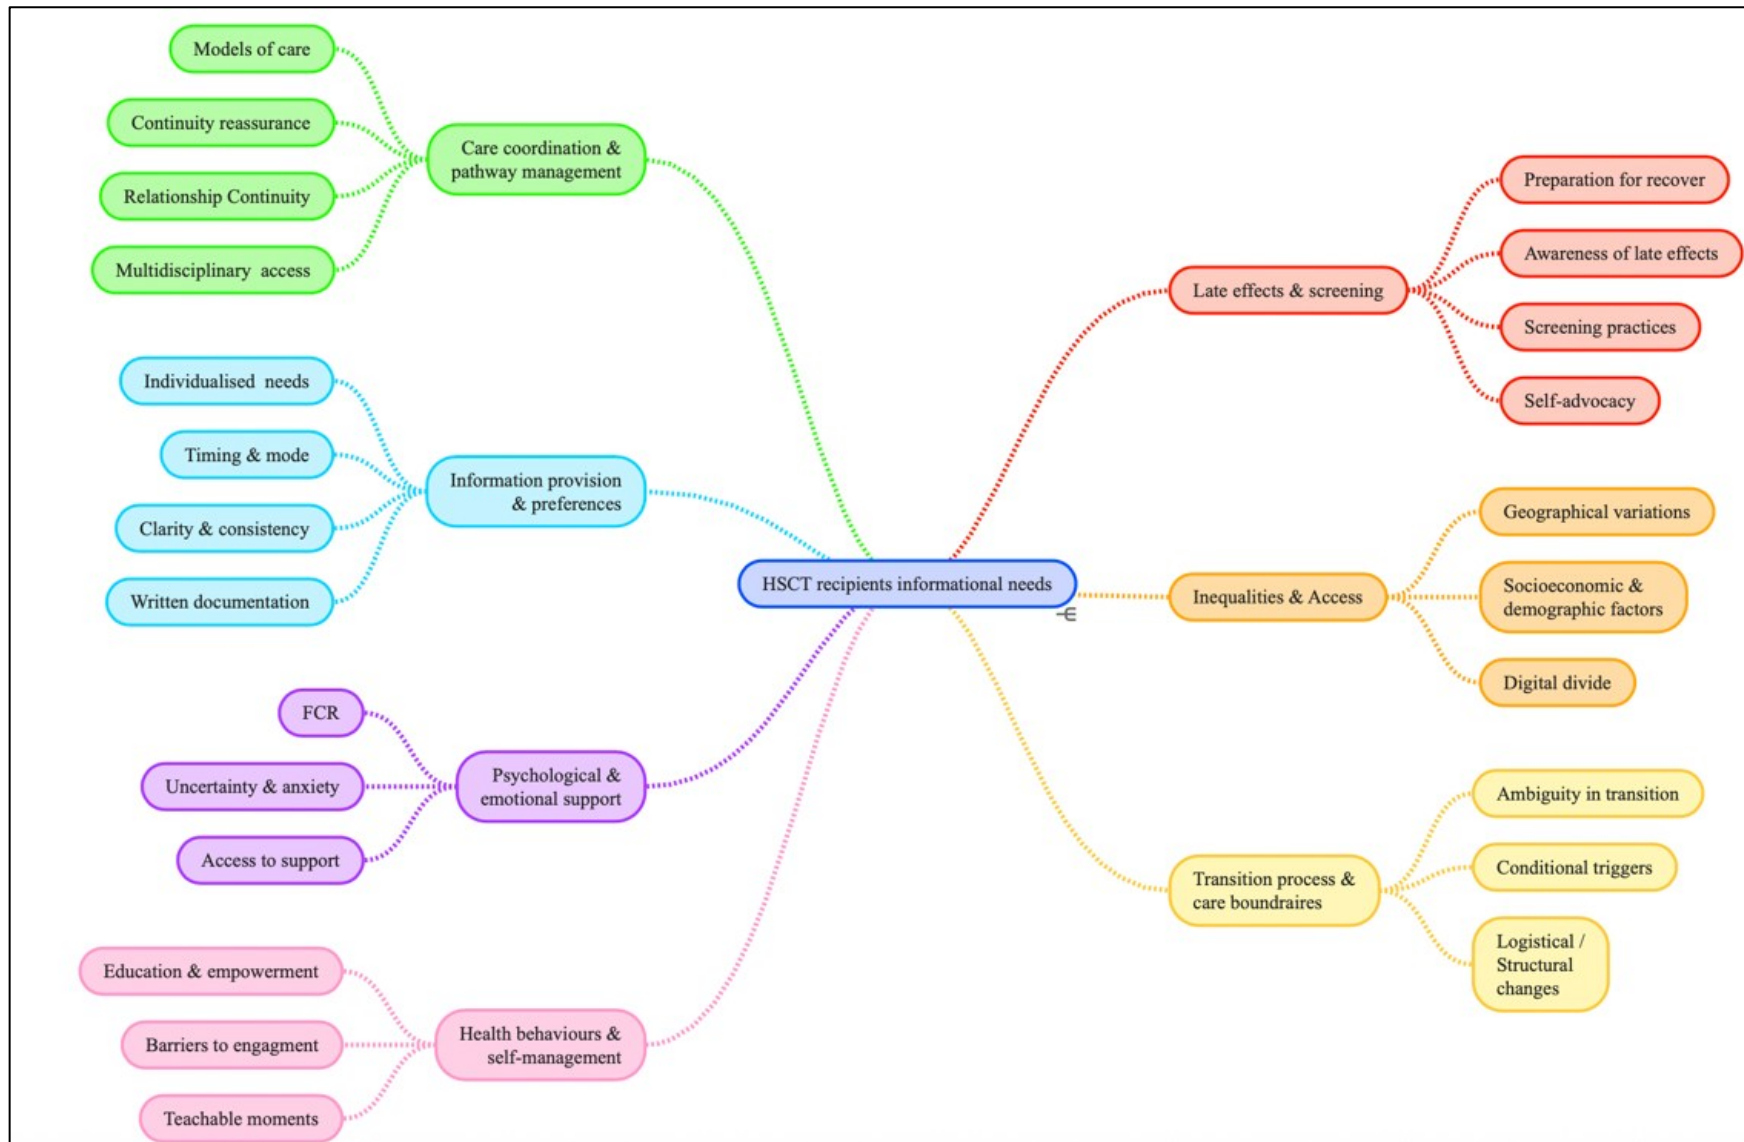 Models of care
Continuity reassurance
Relationship Continuity
Multidisciplinary access
Care coordination &
pathway management
Individualised needs
Timing & mode
Clarity & consistency
Written documentation
Information provision
& preferences
FCR
Uncertainty & anxiety
Access to support
Psychological &
emotional support
Education & empowerment
Barriers to engagment
Teachable moments
Health behaviours &
self-management
HSCT recipients informational needs
Late effects & screening
Preparation for recover
Awareness of late effects
Screening practices
Self-advocacy
Inequalities & Access
Geographical variations
Socioeconomic &
demographic factors
Digital divide
Transition process &
care boundraires
Ambiguity in transition
Conditional triggers
Logistical /
Structural
changes